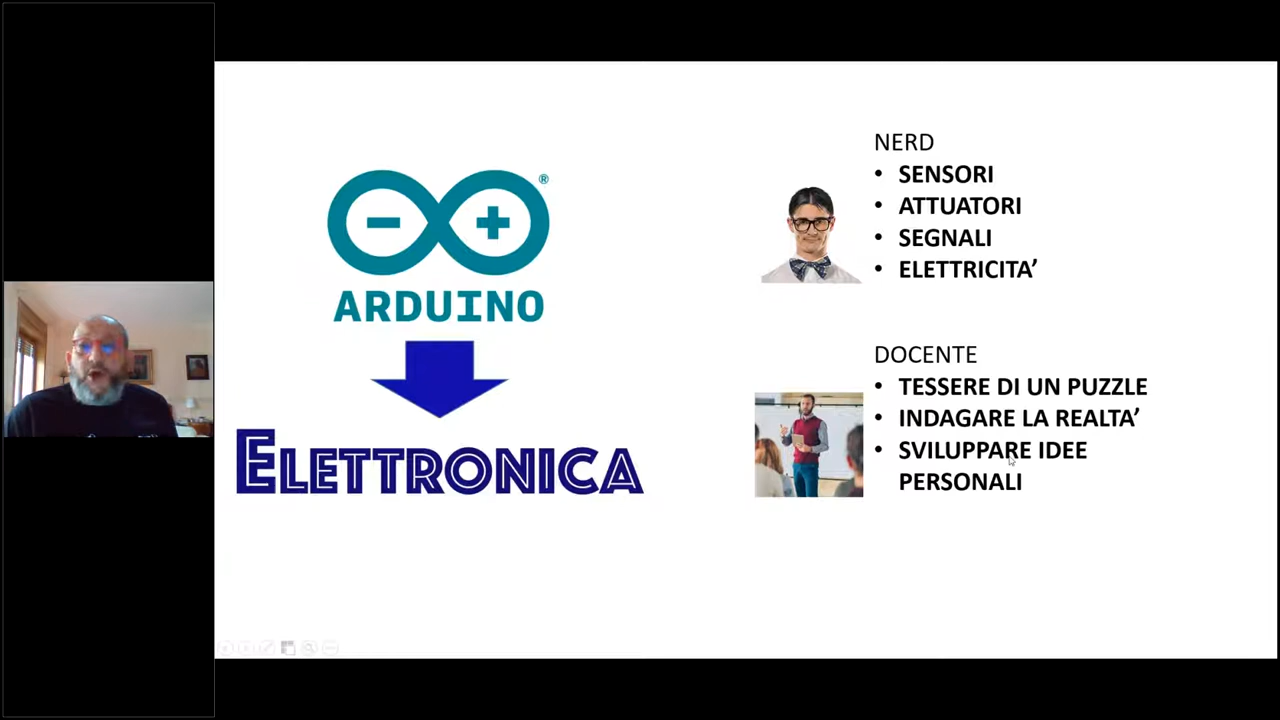 ®
ARDUINO
ELETTRONICA
NERD
• SENSORI
• ATTUATORI
• SEGNALI
• ELETTRICITA’
DOCENTE
• TESSERE DI UN PUZZLE
• INDAGARE LA REALTA’
• SVILUPPARE IDEE
PERSONALI